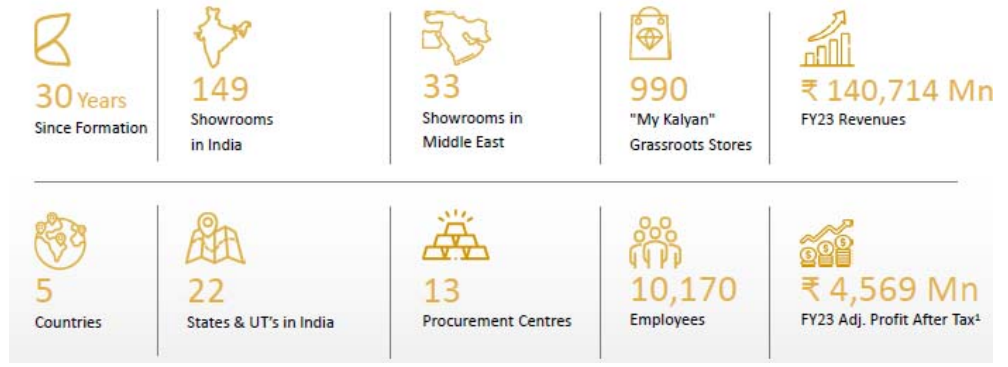 30 Years
Since Formation
149
Showrooms
in India
33
Showrooms in
Middle East
990
"My Kalyan"
Grassroots Stores
₹ 140,714 Mn
FY23 Revenues
5
Countries
22
States & UT's in India
13
Procurement Centres
10,170
Employees
₹ 4,569 Mn
FY23 Adj. Profit After Tax¹